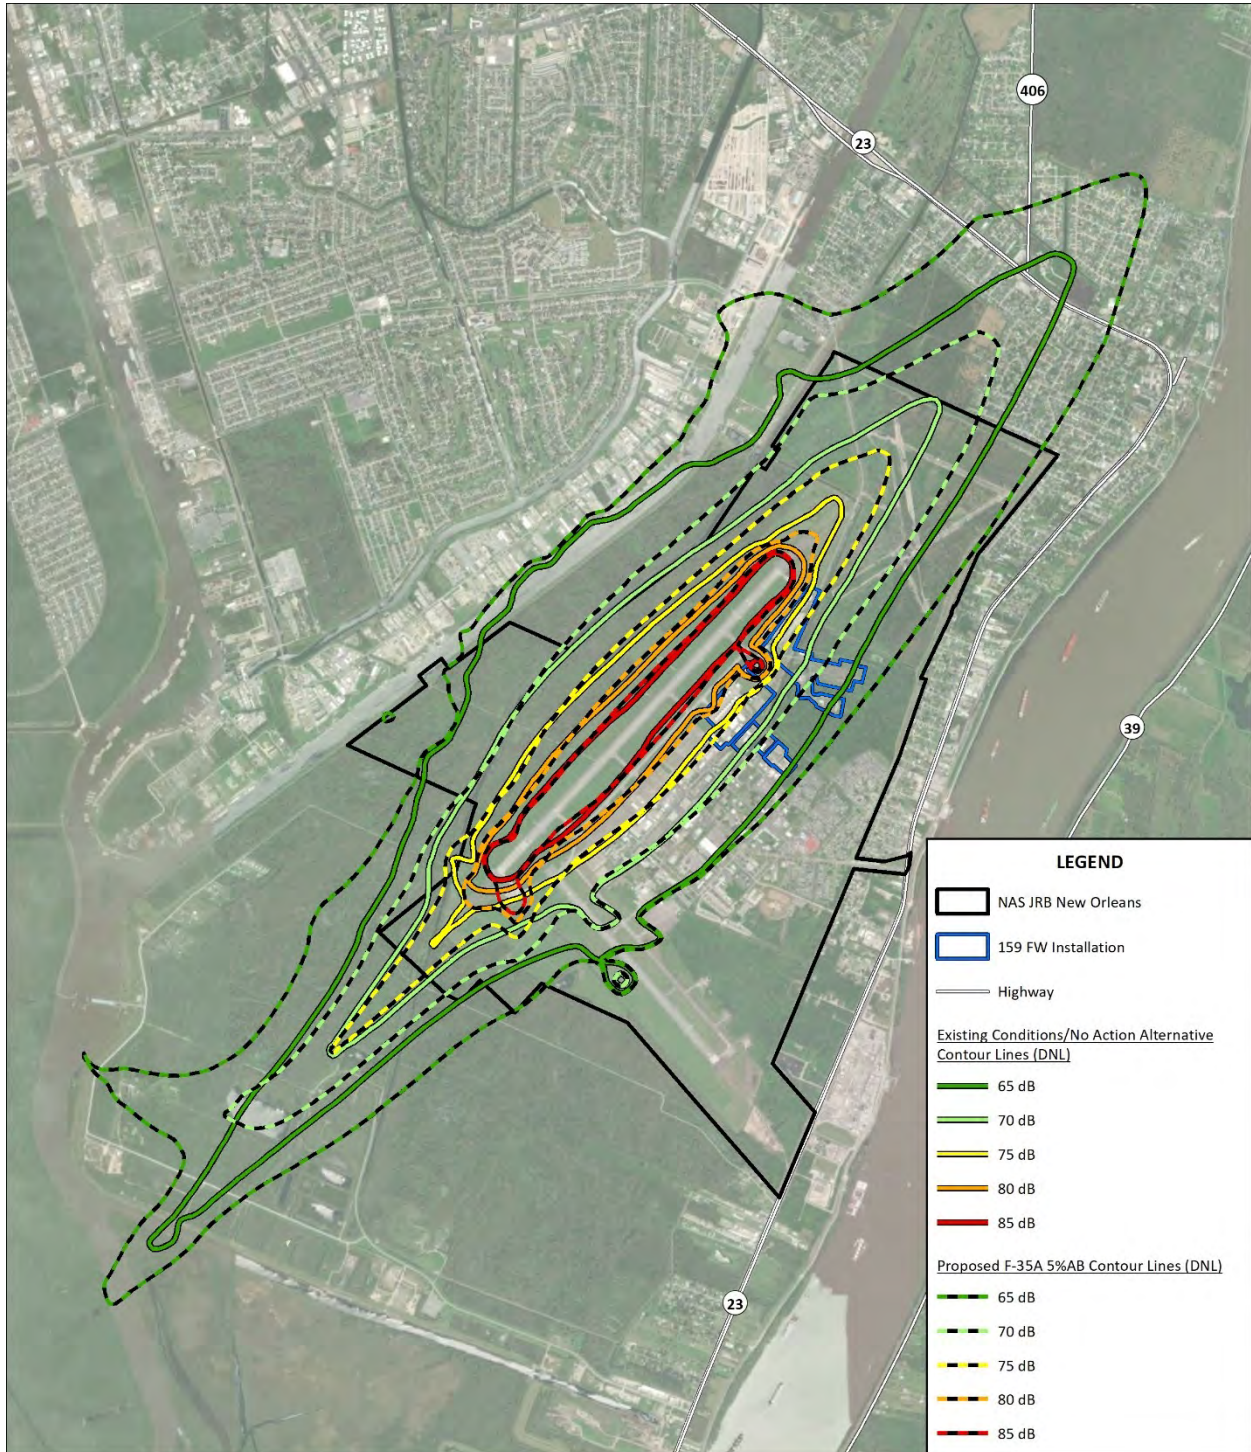 406
23
39
LEGEND
NAS JRB New Orleans
159 FW Installation
Highway
Existing Conditions/No Action Alternative
Contour Lines (DNL)
65 dB
70 dB
75 dB
80 dB
85 dB
Proposed F-35A 5%AB Contour Lines (DNL)
65 dB
70 dB
75 dB
80 dB
85 dB
23